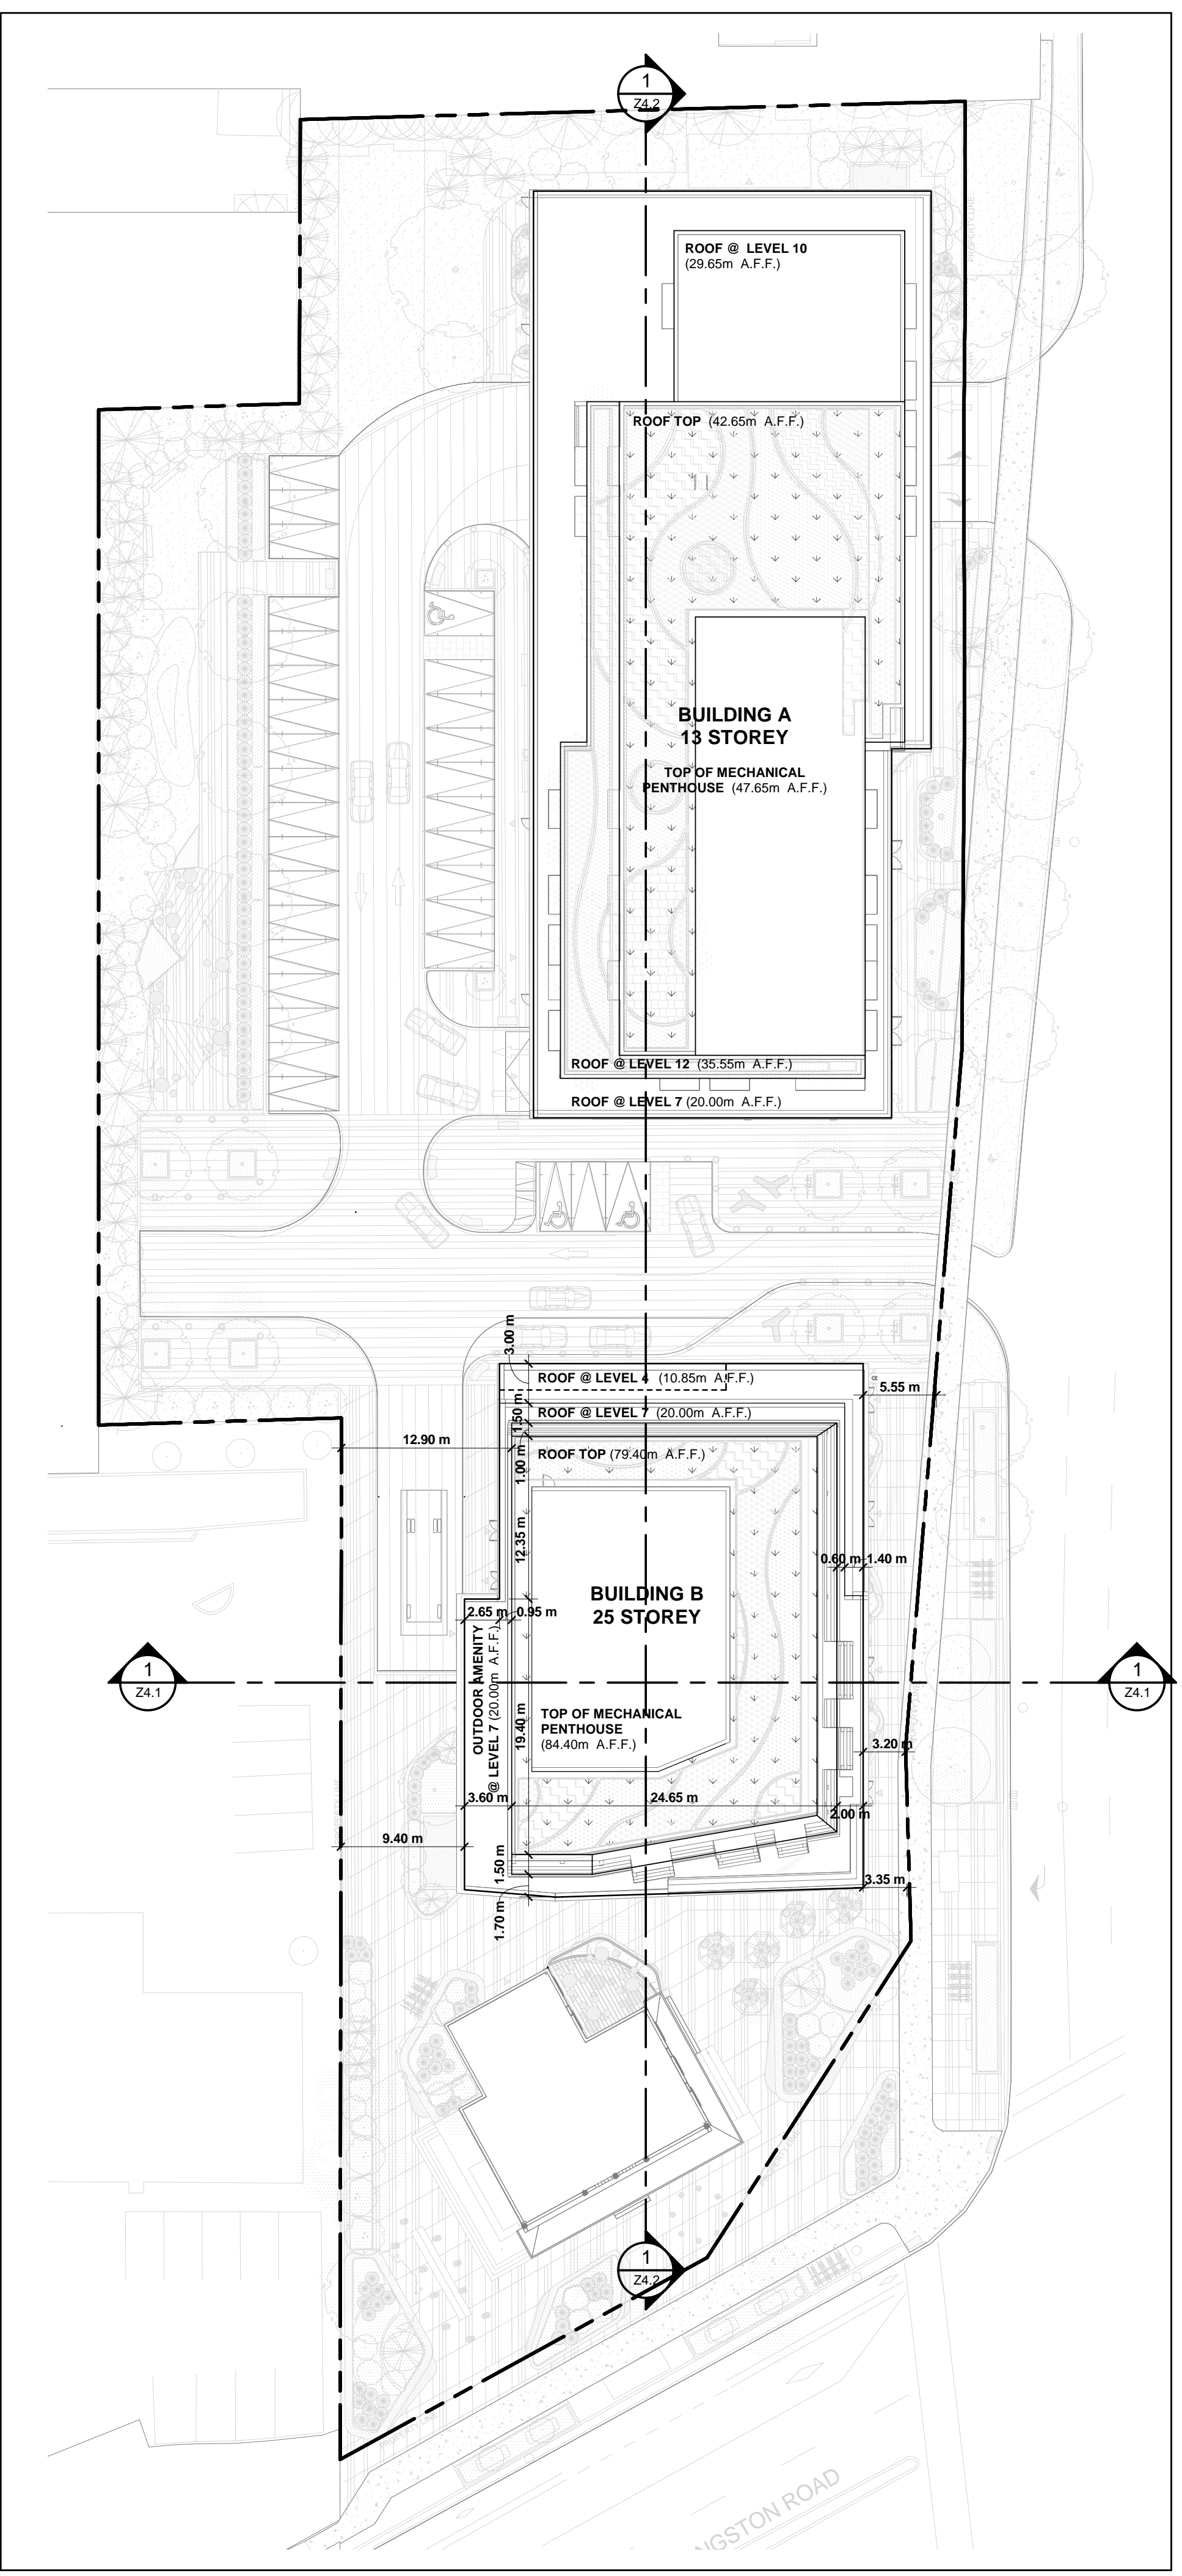 1
Z4.2
ROOF @ LEVEL 10
(29.65m A.F.F.)
PROPERTY LINE
ROOF TOP (42.65m A.F.F.)
BUILDING A
13 STOREY
TOP OF MECHANICAL
PENTHOUSE (47.65m A.F.F.)
ROOF @ LEVEL 12 (35.55m A.F.F.)
ROOF @ LEVEL 7 (20.00m A.F.F.)
3.00 m
ROOF @ LEVEL 4 (10.85m A.F.F.)
5.55 m
1.50 m
ROOF @ LEVEL 7 (20.00m A.F.F.)
12.90 m
1.00 m
ROOF TOP (79.40m A.F.F.)
12.35 m
0.60 m
1.40 m
BUILDING B
25 STOREY
2.65 m
0.95 m
OUTDOOR AMENITY
@ LEVEL 7 (20.00m A.F.F.)
1
Z4.1
1
Z4.1
19.40 m
TOP OF MECHANICAL
PENTHOUSE
(84.40m A.F.F.)
3.20 m
3.60 m
24.65 m
2.00 m
9.40 m
1.50 m
3.35 m
1.70 m
1
Z4.2
NGSTON ROAD